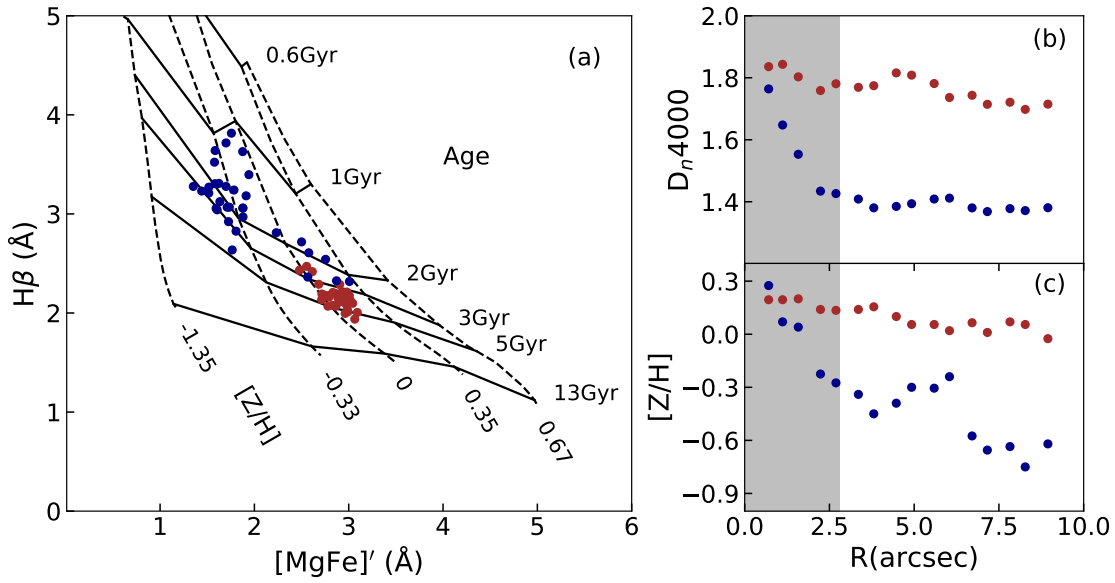 (a)
0.6Gyr
Age
1Gyr
2Gyr
3Gyr
5Gyr
13Gyr
-1.35
[Z/H]
-0.33
0
0.35
0.67
5
4
3
2
1
0
Hβ (Å)
1
2
3
4
5
6
[MgFe]′ (Å)
(b)
2.0
1.8
1.6
1.4
Dₙ4000
(c)
0.3
0.0
−0.3
−0.6
−0.9
[Z/H]
0.0
2.5
5.0
7.5
10.0
R(arcsec)